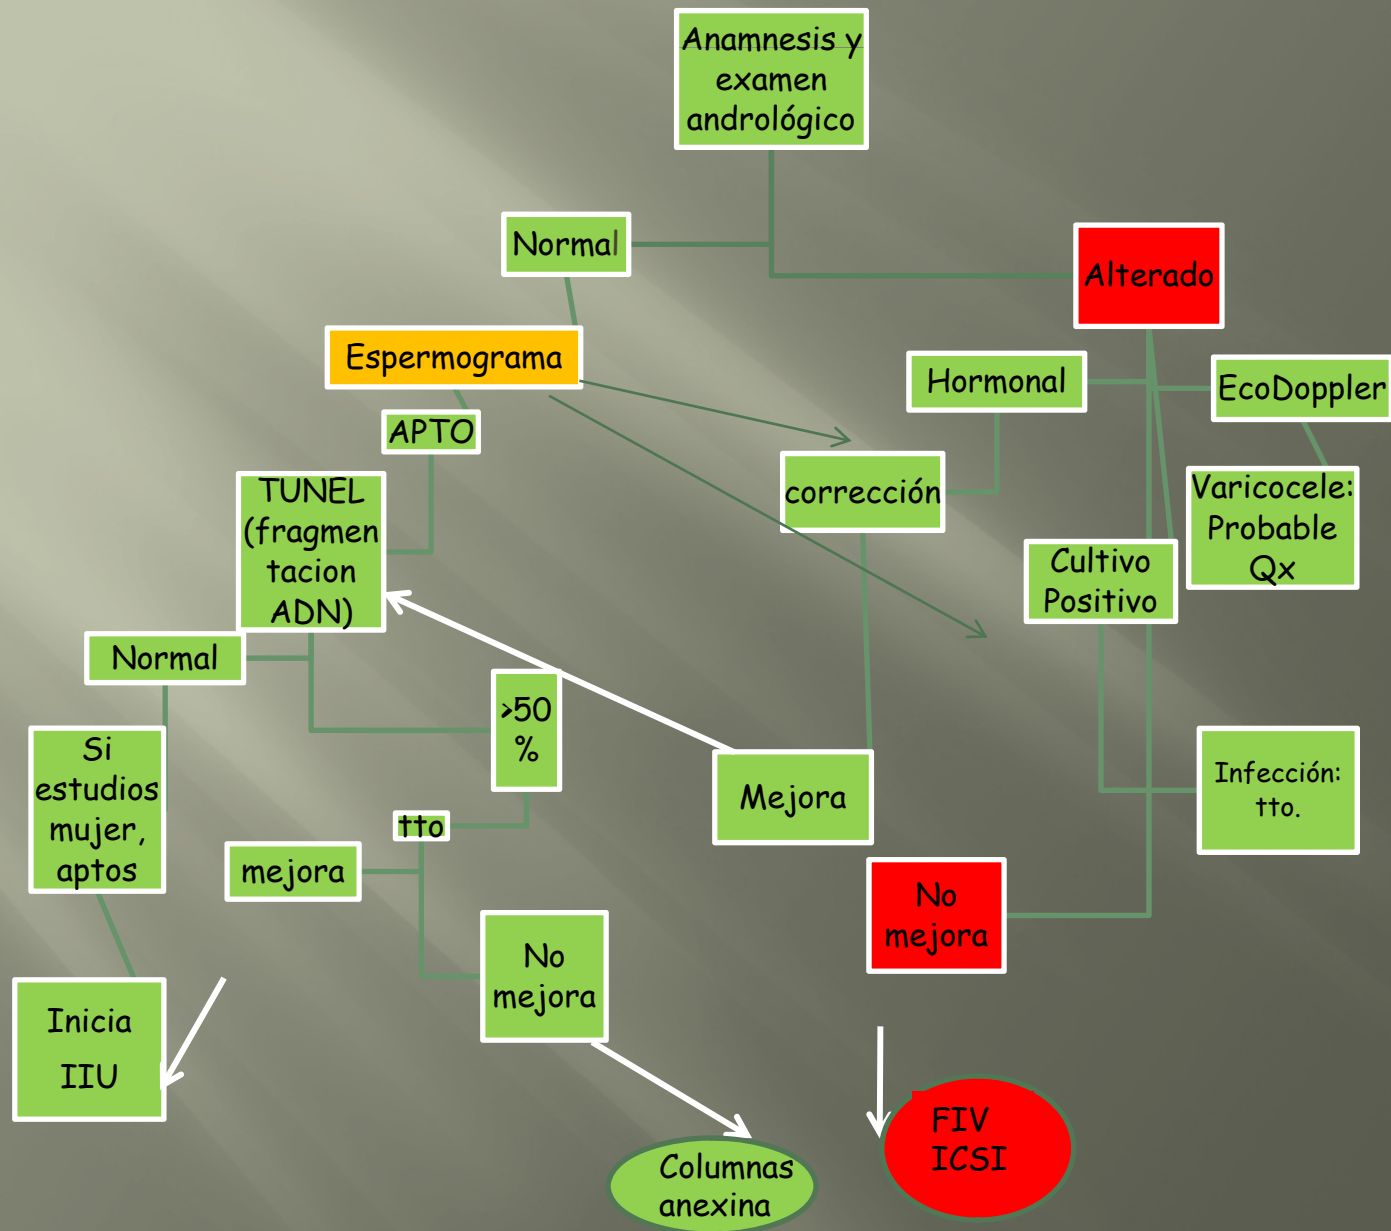 Anamnesis y
examen
andrológico
Normal
Alterado
Espermograma
Hormonal
EcoDoppler
APTO
corrección
TUNEL
(fragmen
tacion
ADN)
Varicocele:
Probable
Qx
Cultivo
Positivo
Normal
>50
%
Si
estudios
mujer,
aptos
Mejora
Infección:
tto.
tto
mejora
No
mejora
No
mejora
Inicia
IIU
FIV
ICSI
Columnas
anexina